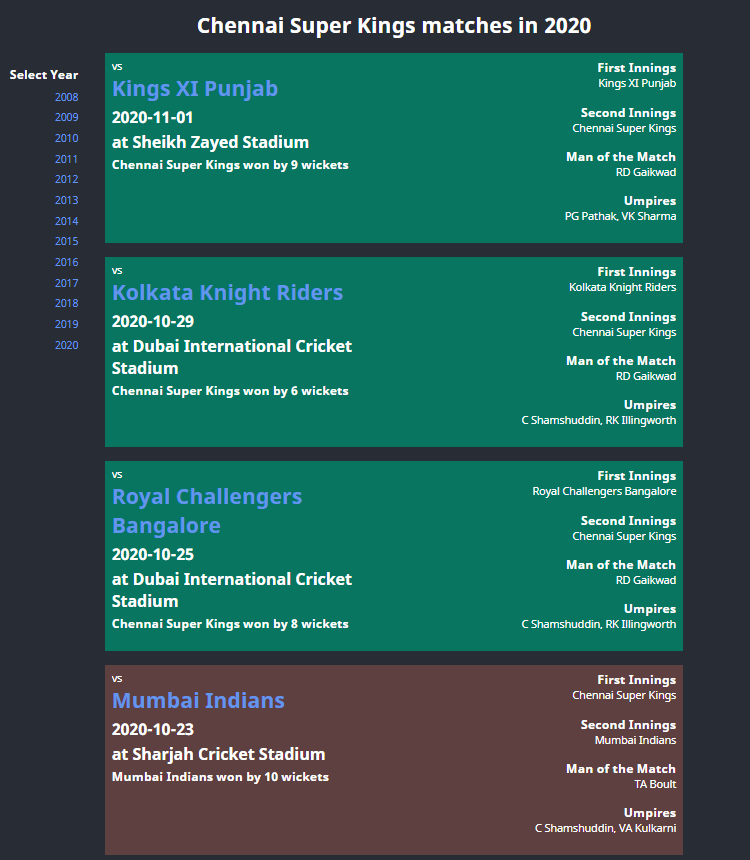 Chennai Super Kings matches in 2020
Select Year
2008
2009
2010
2011
2012
2013
2014
2015
2016
2017
2018
2019
2020
vs
Kings XI Punjab
2020-11-01
at Sheikh Zayed Stadium
Chennai Super Kings won by 9 wickets
First Innings
Kings XI Punjab
Second Innings
Chennai Super Kings
Man of the Match
RD Gaikwad
Umpires
PG Pathak, VK Sharma
vs
Kolkata Knight Riders
2020-10-29
at Dubai International Cricket
Stadium
Chennai Super Kings won by 6 wickets
First Innings
Kolkata Knight Riders
Second Innings
Chennai Super Kings
Man of the Match
RD Gaikwad
Umpires
C Shamshuddin, RK Illingworth
vs
Royal Challengers
Bangalore
2020-10-25
at Dubai International Cricket
Stadium
Chennai Super Kings won by 8 wickets
First Innings
Royal Challengers Bangalore
Second Innings
Chennai Super Kings
Man of the Match
RD Gaikwad
Umpires
C Shamshuddin, RK Illingworth
vs
Mumbai Indians
2020-10-23
at Sharjah Cricket Stadium
Mumbai Indians won by 10 wickets
First Innings
Chennai Super Kings
Second Innings
Mumbai Indians
Man of the Match
TA Boult
Umpires
C Shamshuddin, VA Kulkarni